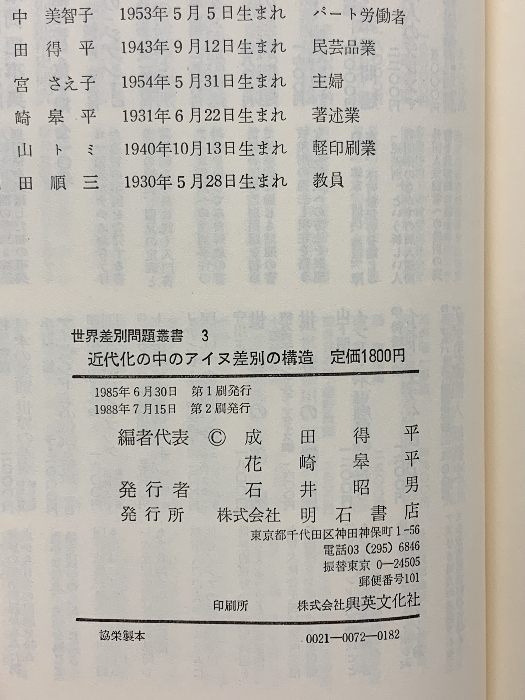 中 美智子 1953年5月5日生まれ パート労働者
田 得 平 1943年9月12日生まれ 民芸品業
宮 さえ子 1954年5月31日生まれ 主婦
崎 皋 平 1931年6月22日生まれ 著述業
山 トミ 1940年10月13日生まれ 軽印刷業
田 順 三 1930年5月28日生まれ 教員
世界差別問題叢書 3
近代化の中のアイヌ差別の構造 定価1800円
1985年6月30日 第1刷発行
1988年7月15日 第2刷発行
編者代表 © 成 田 得 平
花 崎 皋 平
発行者 石 井 昭 男
発行所 株式会社 明 石 書 店
東京都千代田区神田神保町1-56
電話03 (295) 6846
振替東京 0―24505
郵便番号101
印刷所 株式会社 興英文化社
協栄製本 0021―0072―0182